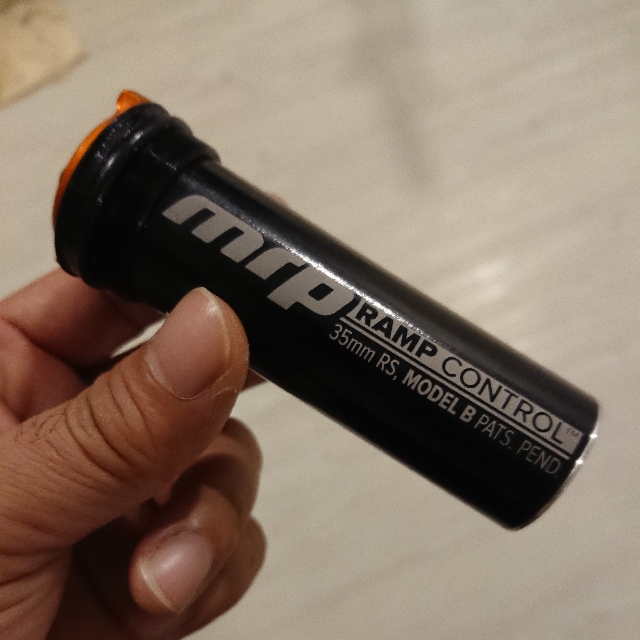 mrp
RAMP CONTROL™
35mm RS, MODEL B PATS. PEND